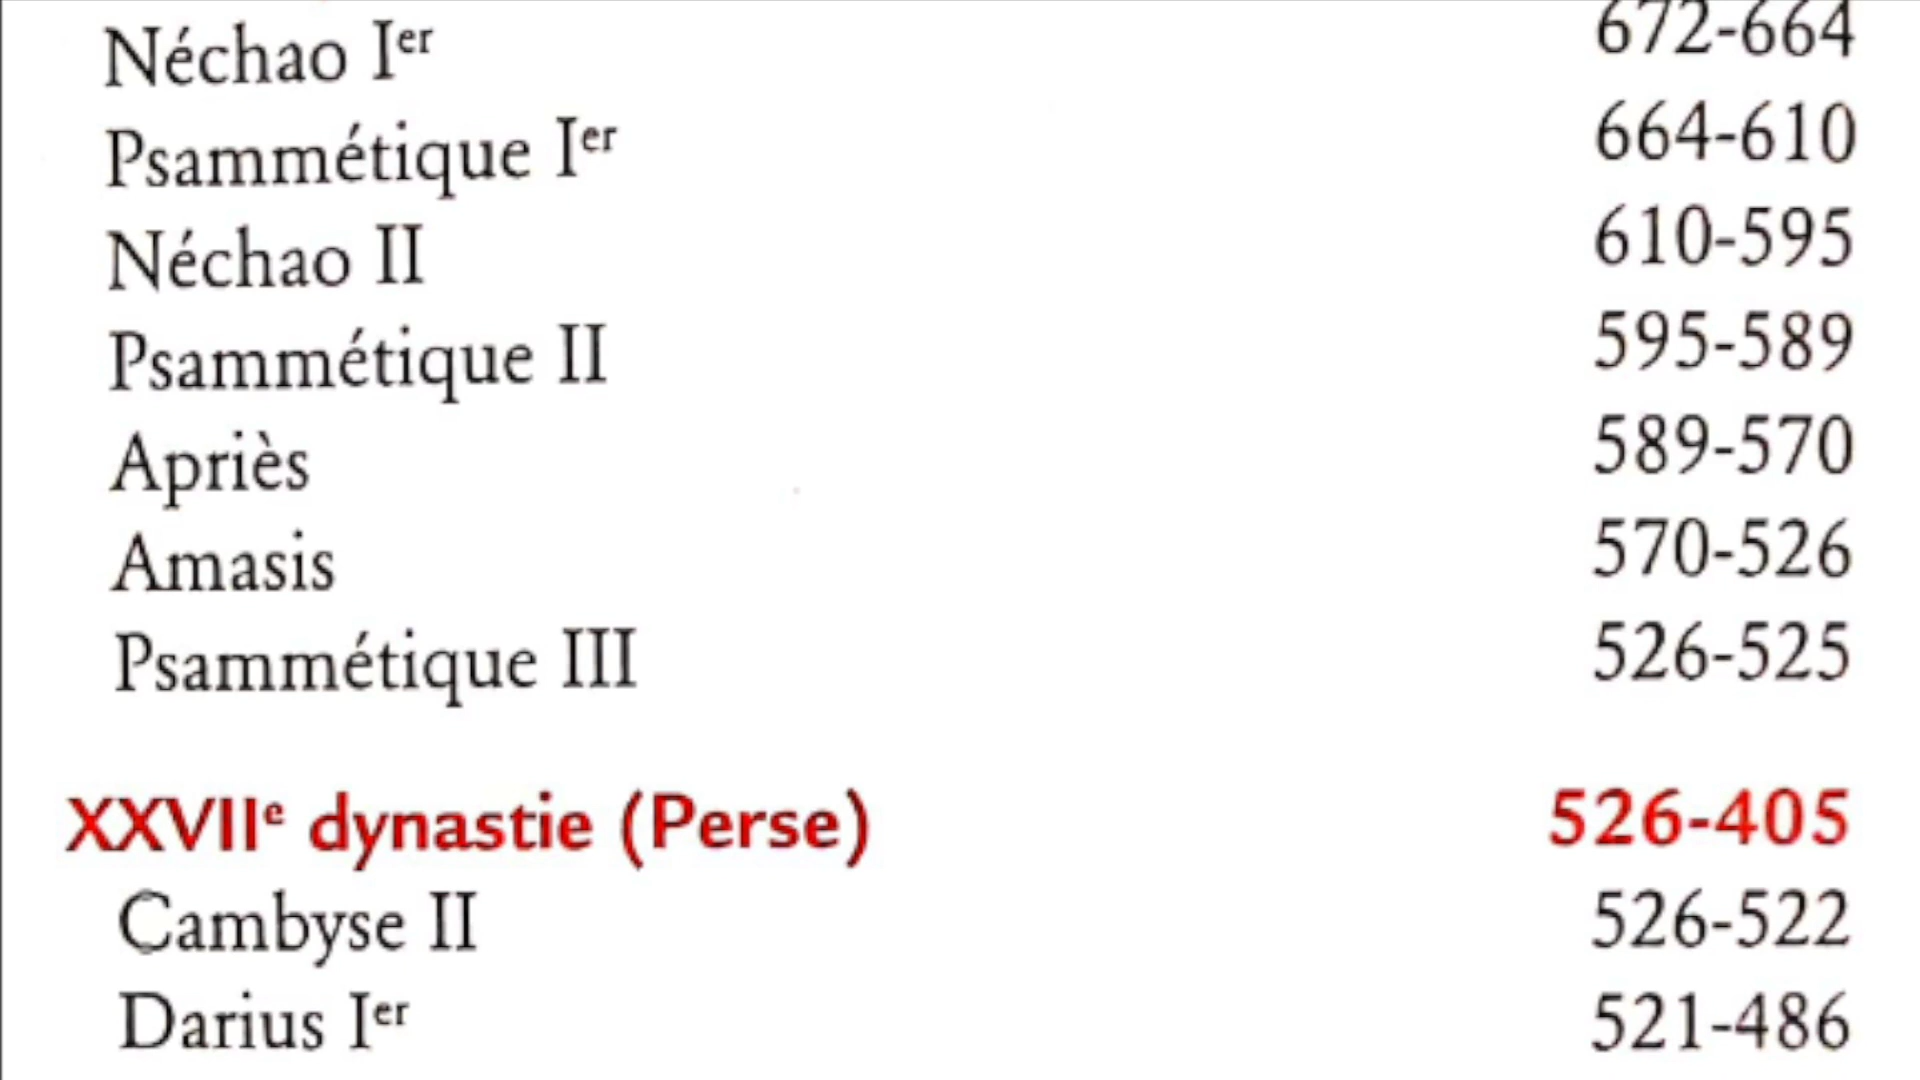 Néchao Ier 672-664
Psammétique Ier 664-610
Néchao II 610-595
Psammétique II 595-589
Apriès 589-570
Amasis 570-526
Psammétique III 526-525
XXVIIe dynastie (Perse) 526-405
Cambyse II 526-522
Darius Ier 521-486